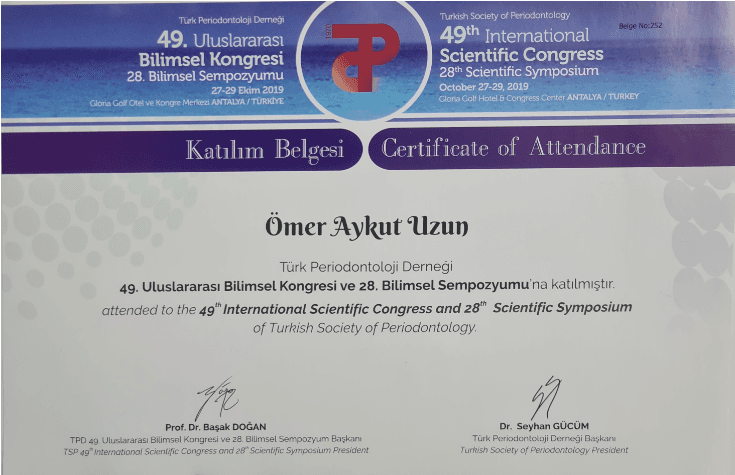 Türk Periodontoloji Derneği
49. Uluslararası
Bilimsel Kongresi
28. Bilimsel Sempozyumu
27-29 Ekim 2019
Gloria Golf Otel ve Kongre Merkezi ANTALYA / TÜRKİYE
1970
TPD
Turkish Society of Periodontology
Belge No:252
49th International
Scientific Congress
28th Scientific Symposium
October 27-29, 2019
Gloria Golf Hotel & Congress Center ANTALYA / TURKEY
Katılım Belgesi
Certificate of Attendance
Ömer Aykut Uzun
Türk Periodontoloji Derneği
49. Uluslararası Bilimsel Kongresi ve 28. Bilimsel Sempozyumu'na katılmıştır.
attended to the 49th International Scientific Congress and 28th Scientific Symposium
of Turkish Society of Periodontology.
Prof. Dr. Başak DOĞAN
TPD 49. Uluslararası Bilimsel Kongresi ve 28. Bilimsel Sempozyum Başkanı
TSP 49th International Scientific Congress and 28th Scientific Symposium President
Dr. Seyhan GÜCÜM
Türk Periodontoloji Derneği Başkanı
Turkish Society of Periodontology President